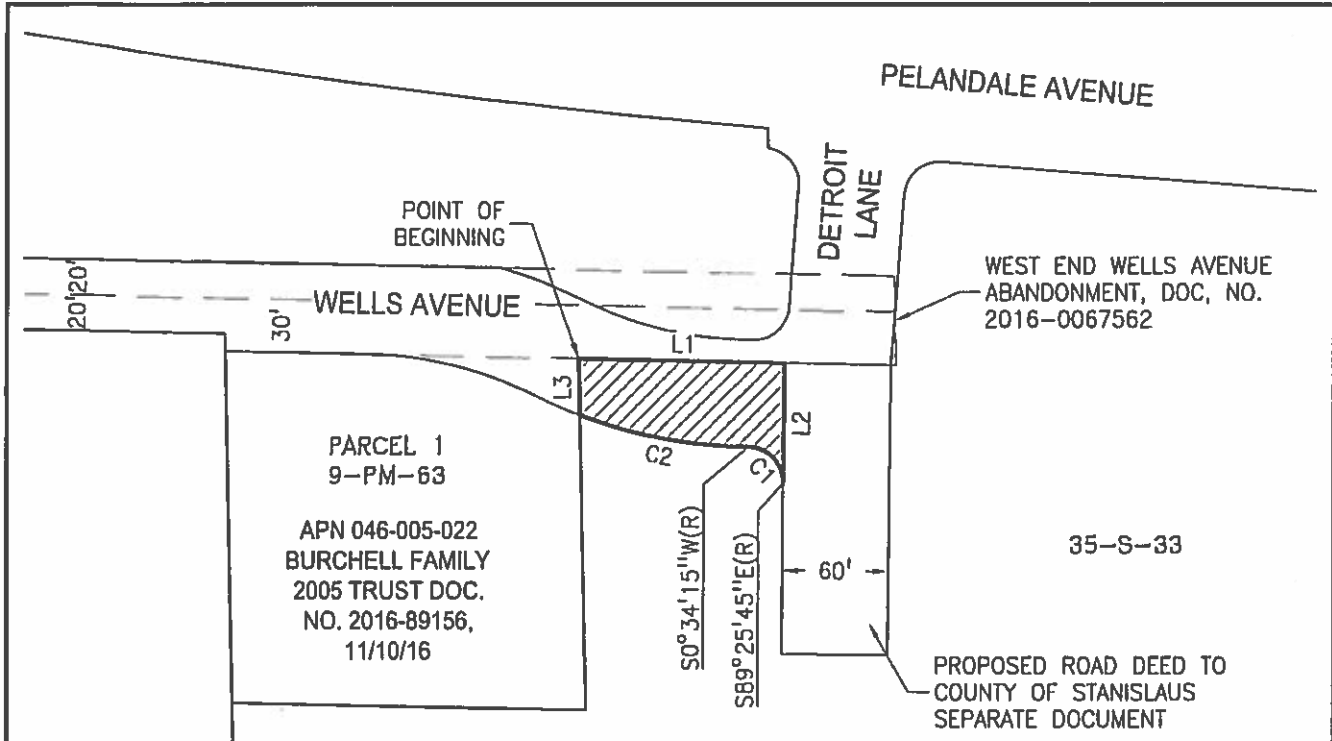 PELANDALE AVENUE
DETROIT
LANE
POINT OF
BEGINNING
WEST END WELLS AVENUE
ABANDONMENT, DOC, NO.
2016-0067562
20'
20'
WELLS AVENUE
30'
L1
L3
L2
C2
C1
PARCEL 1
9-PM-63
APN 046-005-022
BURCHELL FAMILY
2005 TRUST DOC.
NO. 2016-89156,
11/10/16
S0°34'15"W(R)
S89°25'45"E(R)
60'
35-S-33
PROPOSED ROAD DEED TO
COUNTY OF STANISLAUS
SEPARATE DOCUMENT